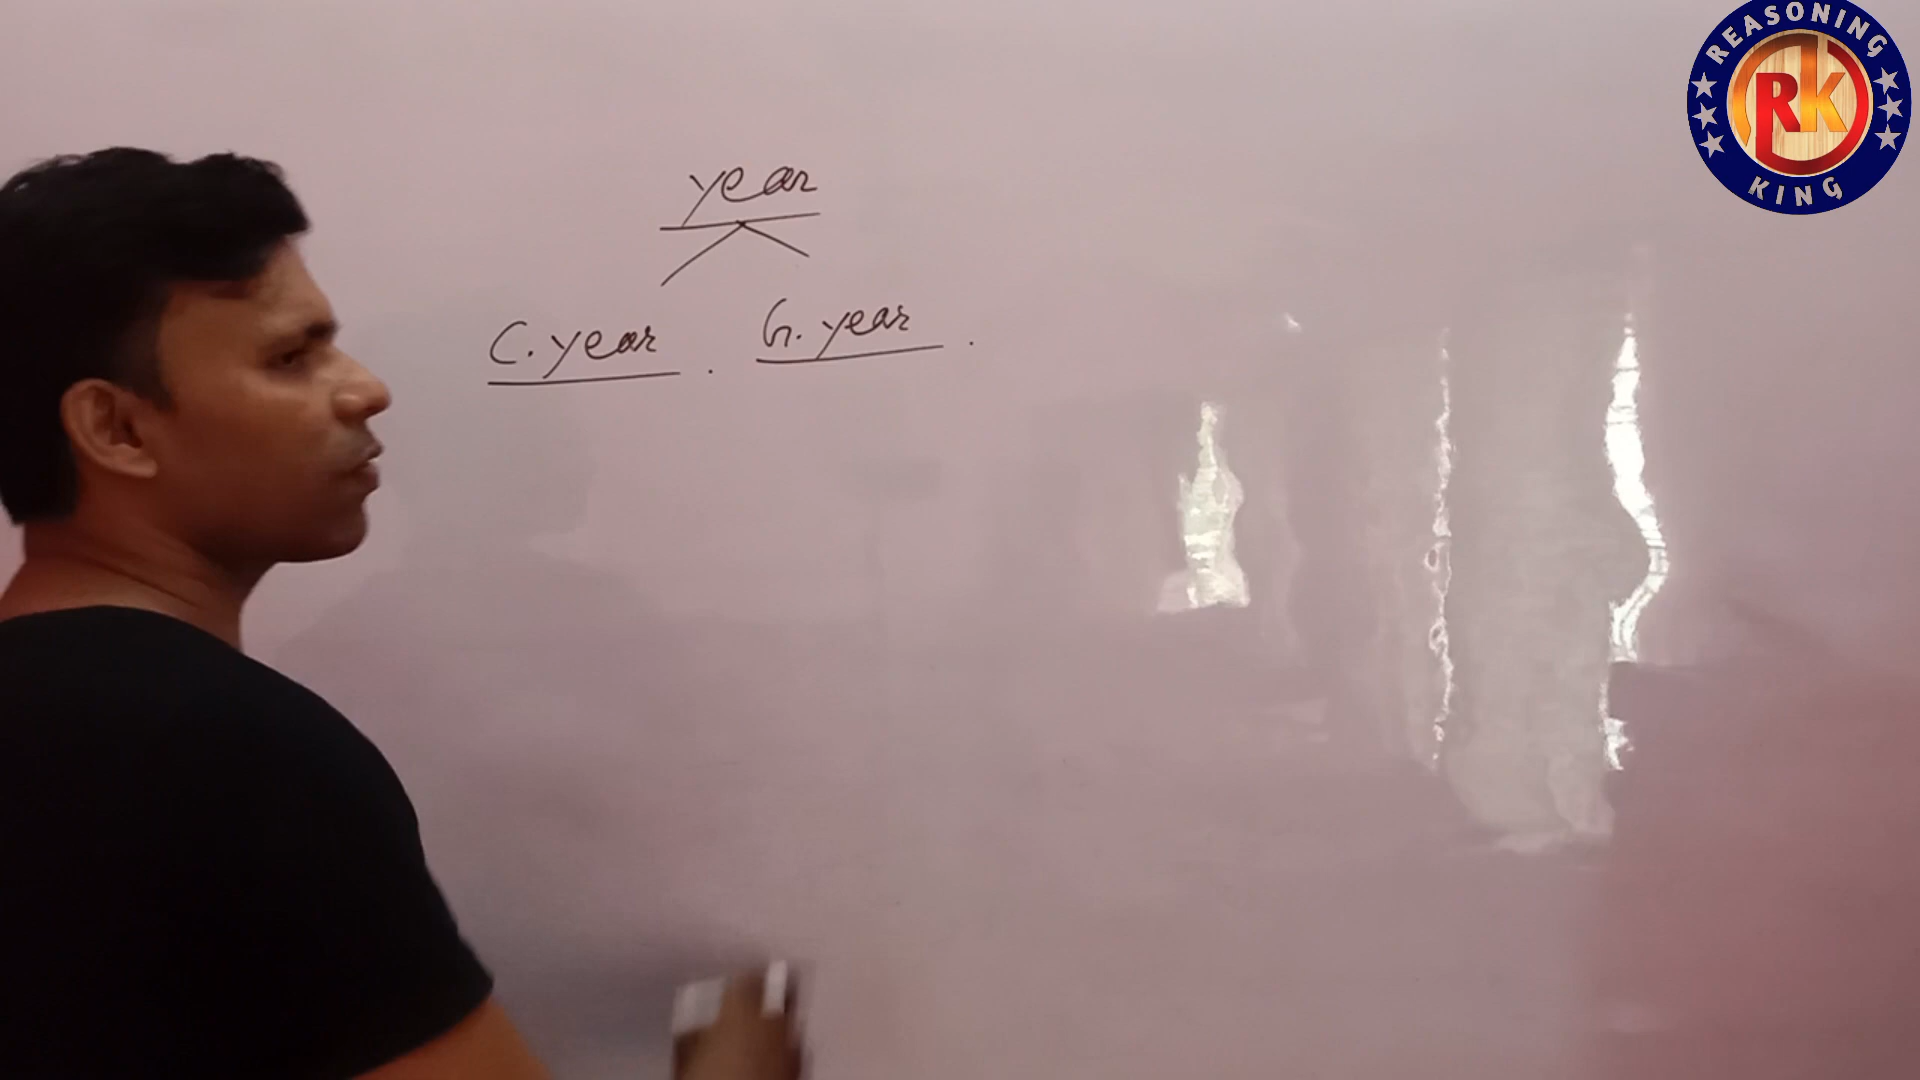 REASONING
RK
KING
year
C. year . G. year .